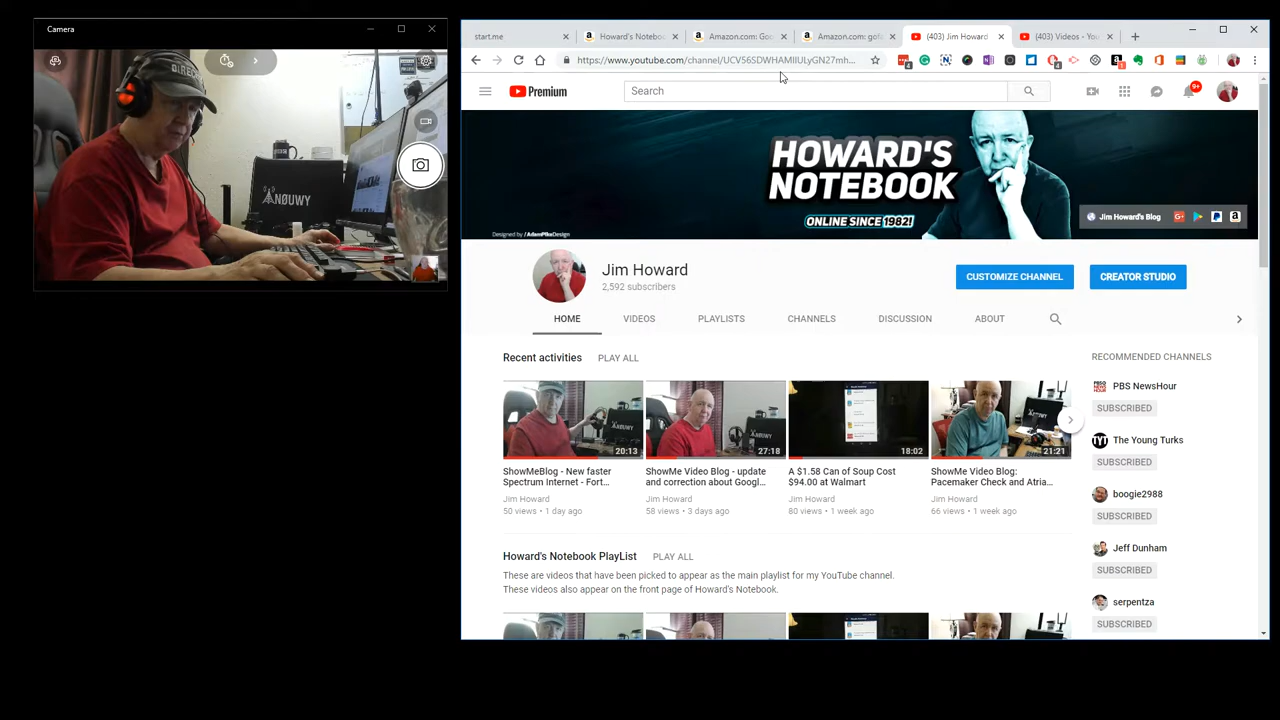 Camera
start.me
Howard's Notebo
Amazon.com: Go
Amazon.com: gof
(403) Jim Howard
(403) Videos - You
https://www.youtube.com/channel/
Premium
Search
9+
HOWARD'S
NOTEBOOK
ONLINE SINCE 1982!
Designed by /AdamPikeDesign
Jim Howard's Blog
Jim Howard
2,592 subscribers
CUSTOMIZE CHANNEL
CREATOR STUDIO
HOME
VIDEOS
PLAYLISTS
CHANNELS
DISCUSSION
ABOUT
Recent activities
PLAY ALL
20:13
27:18
18:02
21:21
ShowMeBlog - New faster
Spectrum Internet - Fort...
Jim Howard
50 views • 1 day ago
ShowMe Video Blog - update
and correction about Googl...
Jim Howard
58 views • 3 days ago
A $1.58 Can of Soup Cost
$94.00 at Walmart
Jim Howard
80 views • 1 week ago
ShowMe Video Blog:
Pacemaker Check and Atria...
Jim Howard
66 views • 1 week ago
RECOMMENDED CHANNELS
PBS NewsHour
SUBSCRIBED
The Young Turks
SUBSCRIBED
boogie2988
SUBSCRIBED
Jeff Dunham
SUBSCRIBED
serpentza
SUBSCRIBED
Howard's Notebook PlayList
PLAY ALL
These are videos that have been picked to appear as the main playlist for my YouTube channel.
These videos also appear on the front page of Howard's Notebook.
ANØUWY